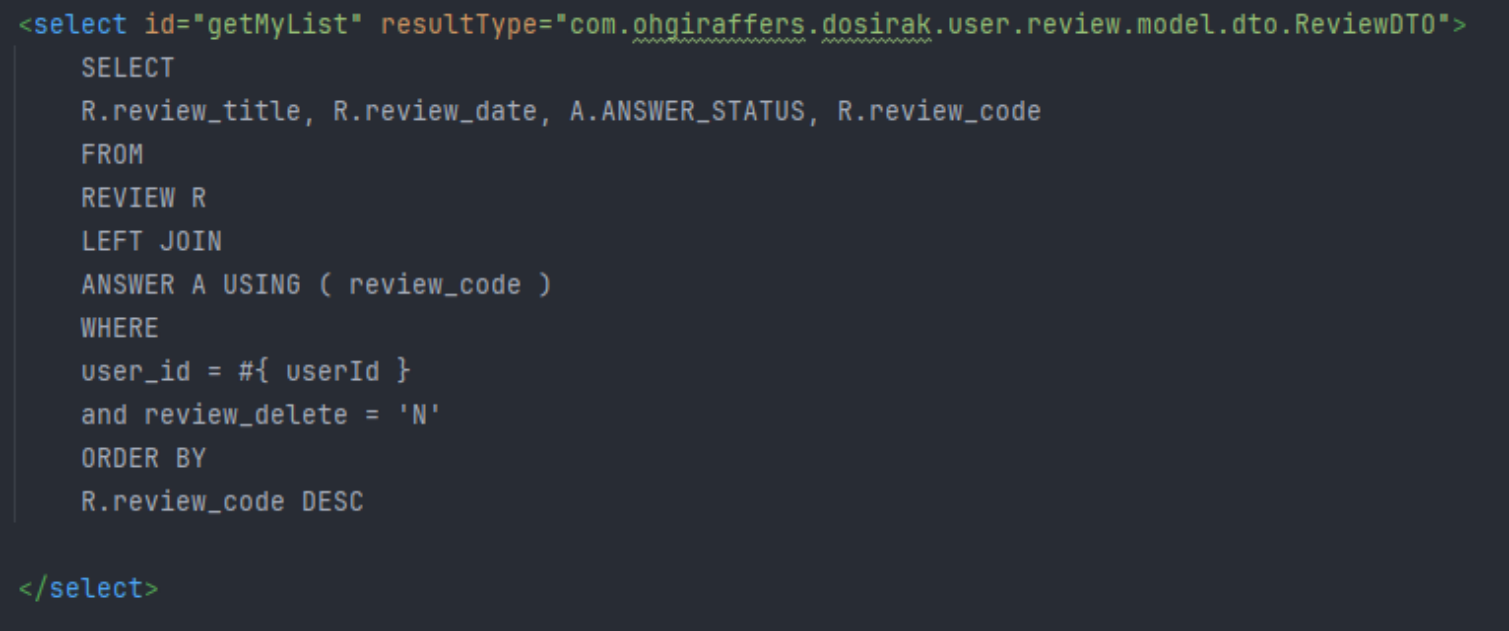 <select id="getMyList" resultType="com.ohgiraffers.dosirak.user.review.model.dto.ReviewDTO">
SELECT
R.review_title, R.review_date, A.ANSWER_STATUS, R.review_code
FROM
REVIEW R
LEFT JOIN
ANSWER A USING ( review_code )
WHERE
user_id = #{ userId }
and review_delete = 'N'
ORDER BY
R.review_code DESC
</select>